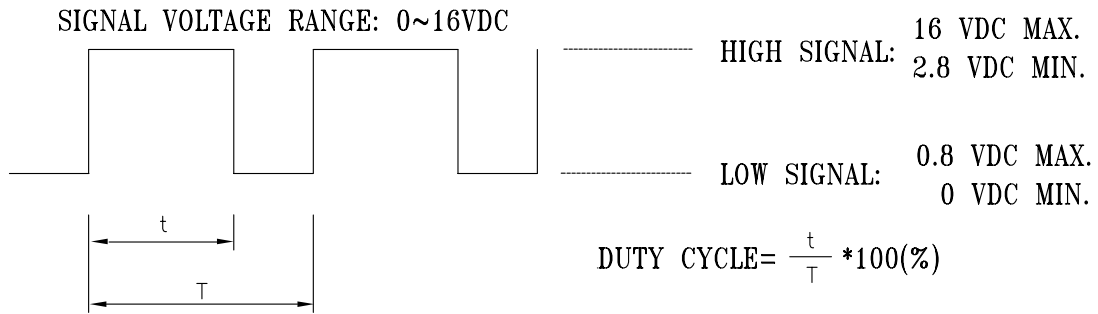 SIGNAL VOLTAGE RANGE: 0~16VDC
HIGH SIGNAL: 16 VDC MAX.
2.8 VDC MIN.
LOW SIGNAL: 0.8 VDC MAX.
0 VDC MIN.
t
T
DUTY CYCLE= t/T *100(%)